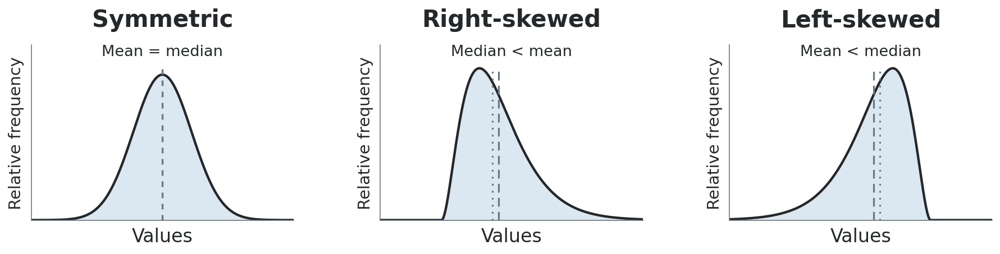 Symmetric
Mean = median
Relative frequency
Values
Right-skewed
Median < mean
Relative frequency
Values
Left-skewed
Mean < median
Relative frequency
Values